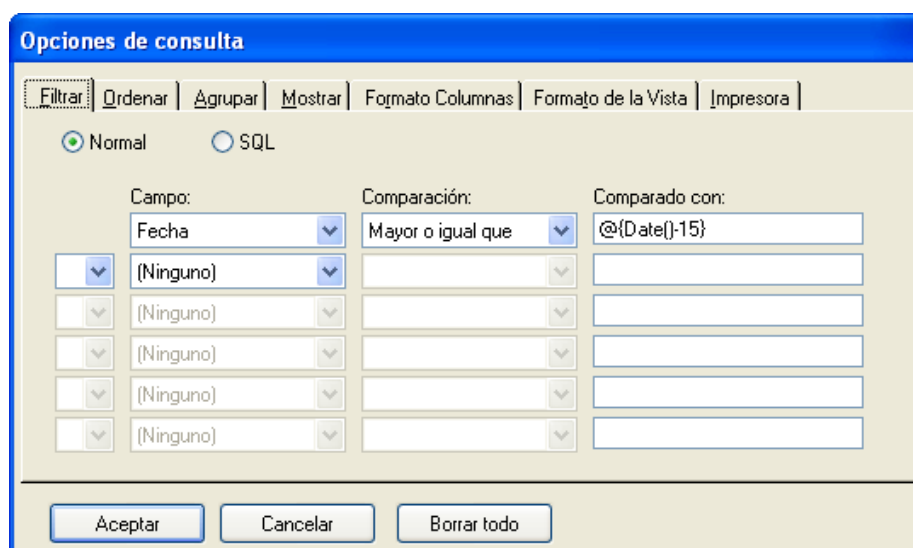 Opciones de consulta
Filtrar Ordenar Agrupar Mostrar Formato Columnas Formato de la Vista Impresora
Normal SQL
Campo: Comparación: Comparado con:
Fecha Mayor o igual que @{Date()-15}
(Ninguno)
(Ninguno)
(Ninguno)
(Ninguno)
(Ninguno)
Aceptar Cancelar Borrar todo